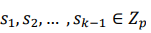 s₁, s₂, … , sₖ₋₁ ∈ Zₚ